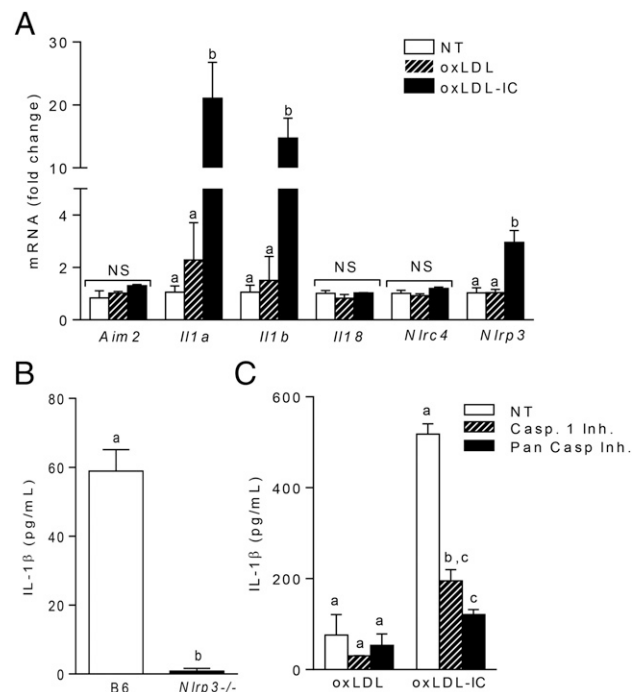 A
NT
oxLDL
oxLDL-IC
mRNA (fold change)
30
20
10
4
2
0
NS
a
a
b
a
a
b
NS
NS
a
a
b
Aim2
Il1a
Il1b
Il18
Nlrc4
Nlrp3
B
IL-1β (pg/mL)
80
60
40
20
0
a
b
B6
Nlrp3-/-
C
NT
Casp. 1 Inh.
Pan Casp Inh.
IL-1β (pg/mL)
600
400
200
0
a
a
a
a
b,c
c
oxLDL
oxLDL-IC